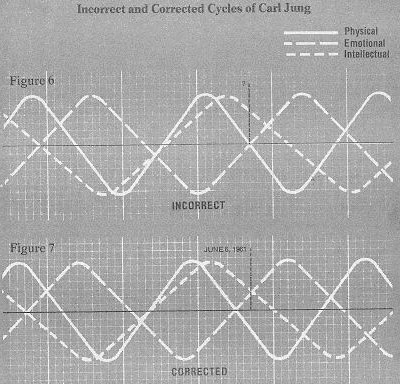 Incorrect and Corrected Cycles of Carl Jung
Physical
Emotional
Intellectual
Figure 6
INCORRECT
Figure 7
JUNE 6, 1961
CORRECTED